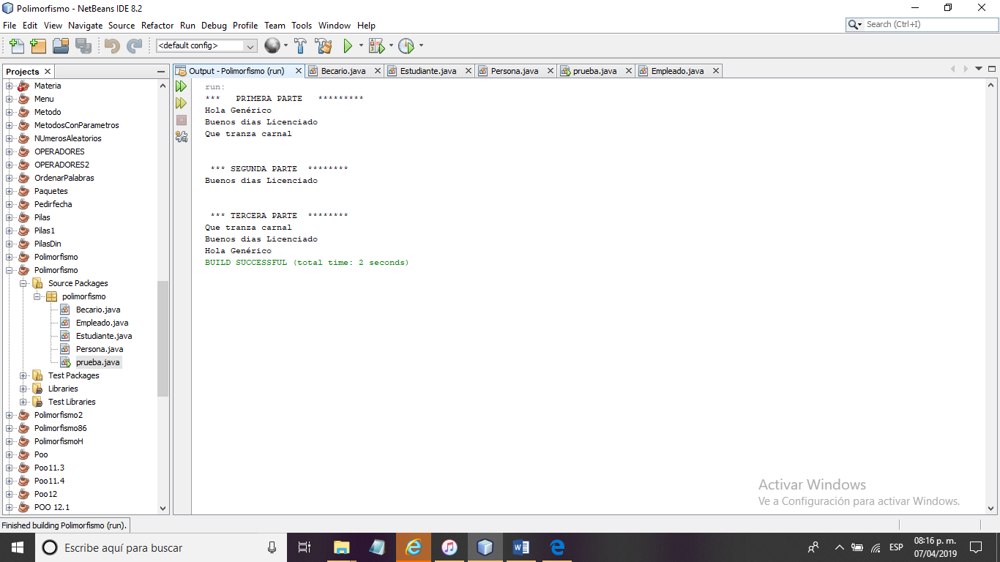 Polimorfismo - NetBeans IDE 8.2
File Edit View Navigate Source Refactor Run Debug Profile Team Tools Window Help
Search (Ctrl+I)
<default config>
Projects
Output - Polimorfismo (run) Becario.java Estudiante.java Persona.java prueba.java Empleado.java
Materia
Menu
Metodo
MetodosConParametros
NUmerosAleatorios
OPERADORES
OPERADORES2
OrdenarPalabras
Paquetes
Pedirfecha
Pilas
Pilas1
PilasDin
Polimorfismo
Polimorfismo
Source Packages
polimorfismo
Becario.java
Empleado.java
Estudiante.java
Persona.java
prueba.java
Test Packages
Libraries
Test Libraries
Polimorfismo2
Polimorfismo86
PolimorfismoH
Poo
Poo11.3
Poo11.4
Poo12
POO 12.1
run:
*** PRIMERA PARTE *********
Hola Genérico
Buenos dias Licenciado
Que tranza carnal
*** SEGUNDA PARTE ********
Buenos dias Licenciado
*** TERCERA PARTE ********
Que tranza carnal
Buenos dias Licenciado
Hola Genérico
BUILD SUCCESSFUL (total time: 2 seconds)
Activar Windows
Ve a Configuración para activar Windows.
Finished building Polimorfismo (run).
Escribe aquí para buscar
ESP
08:16 p. m.
07/04/2019